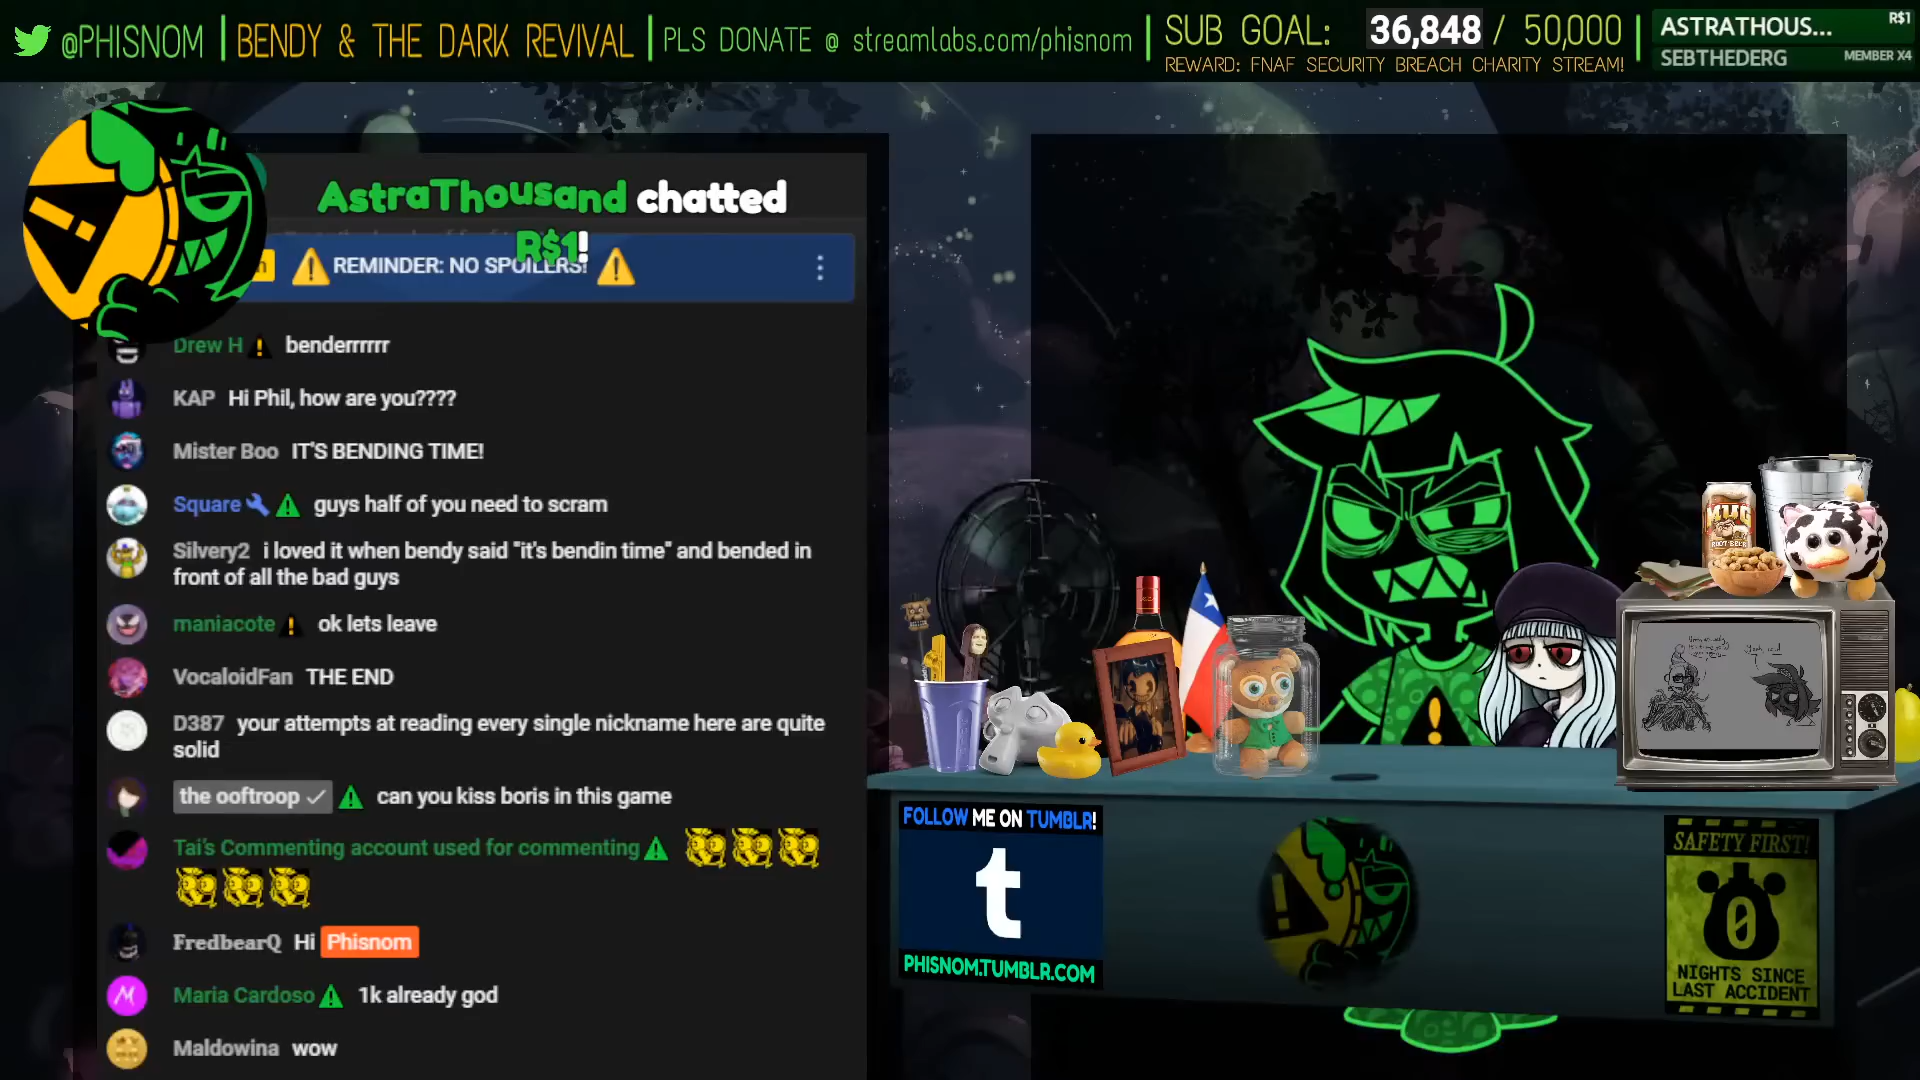 @PHISNOM
BENDY & THE DARK REVIVAL
PLS DONATE @ streamlabs.com/phisnom
SUB GOAL: 36,848 / 50,000
REWARD: FNAF SECURITY BREACH CHARITY STREAM!
ASTRATHOUS... R$1
SEBTHEDERG MEMBER X4
AstraThousand chatted
R$1!
REMINDER: NO SPOILERS!
Drew H benderrrrrr
KAP Hi Phil, how are you????
Mister Boo IT'S BENDING TIME!
Square guys half of you need to scram
Silvery2 i loved it when bendy said "it's bendin time" and bended in
front of all the bad guys
maniacote ok lets leave
VocaloidFan THE END
D387 your attempts at reading every single nickname here are quite
solid
the ooftroop can you kiss boris in this game
Tai's Commenting account used for commenting
FredbearQ Hi Phisnom
Maria Cardoso 1k already god
Maldowina wow
MUG
ROOT BEER
FOLLOW ME ON TUMBLR!
t
PHISNOM.TUMBLR.COM
SAFETY FIRST!
0
NIGHTS SINCE
LAST ACCIDENT